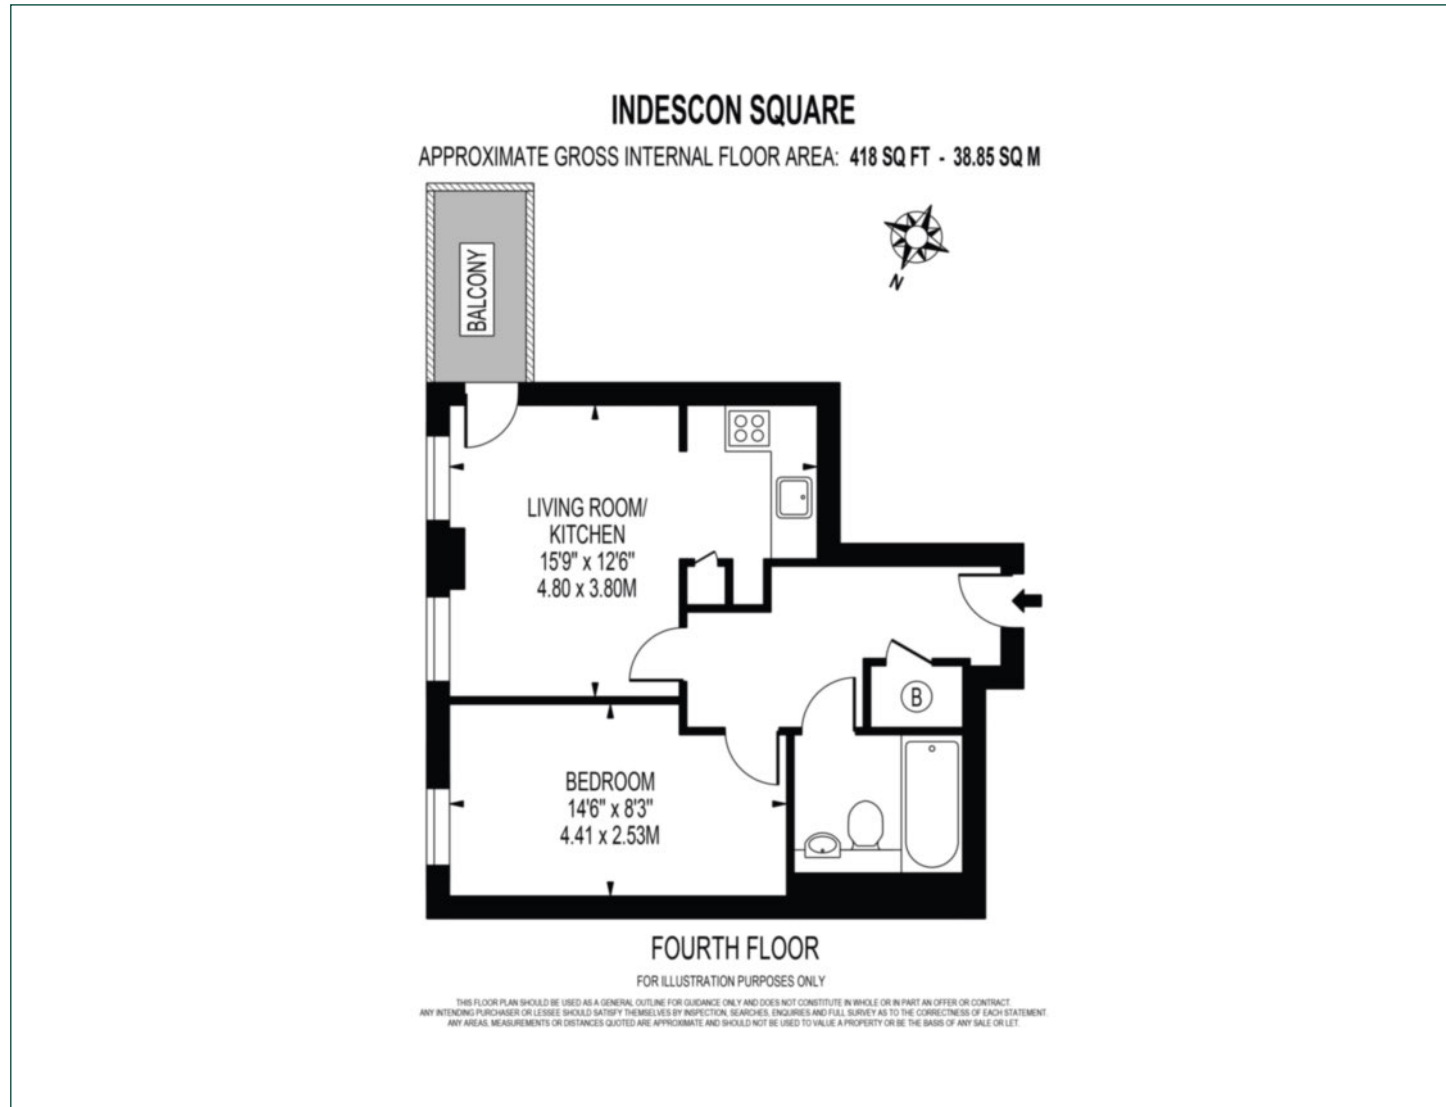 INDESCON SQUARE
APPROXIMATE GROSS INTERNAL FLOOR AREA: 418 SQ FT - 38.85 SQ M
BALCONY
N
LIVING ROOM/
KITCHEN
15'9" x 12'6"
4.80 x 3.80M
B
BEDROOM
14'6" x 8'3"
4.41 x 2.53M
FOURTH FLOOR
FOR ILLUSTRATION PURPOSES ONLY
THIS FLOOR PLAN SHOULD BE USED AS A GENERAL OUTLINE FOR GUIDANCE ONLY AND DOES NOT CONSTITUTE IN WHOLE OR IN PART AN OFFER OR CONTRACT.
ANY INTENDING PURCHASER OR LESSEE SHOULD SATISFY THEMSELVES BY INSPECTION, SEARCHES, ENQUIRIES AND FULL SURVEY AS TO THE CORRECTNESS OF EACH STATEMENT.
ANY AREAS, MEASUREMENTS OR DISTANCES QUOTED ARE APPROXIMATE AND SHOULD NOT BE USED TO VALUE A PROPERTY OR BE THE BASIS OF ANY SALE OR LET.